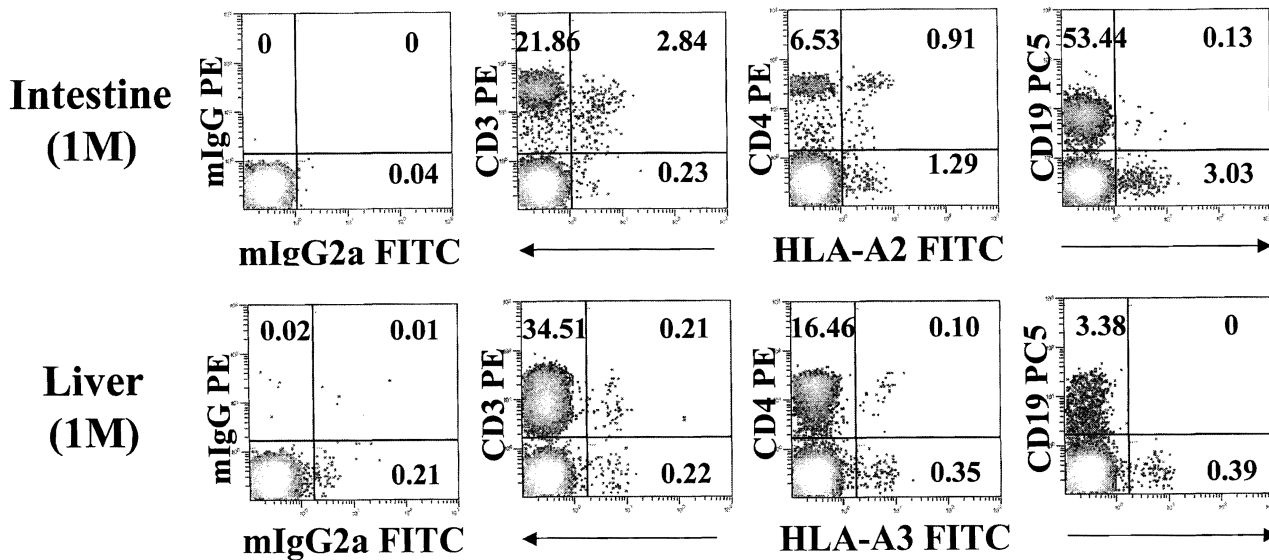 0 0
21.86 2.84
6.53 0.91
53.44 0.13
Intestine
(1M)
mIgG PE
CD3 PE
CD4 PE
CD19 PC5
0.04
0.23
1.29
3.03
mIgG2a FITC
HLA-A2 FITC
0.02 0.01
34.51 0.21
16.46 0.10
3.38 0
Liver
(1M)
mIgG PE
CD3 PE
CD4 PE
CD19 PC5
0.21
0.22
0.35
0.39
mIgG2a FITC
HLA-A3 FITC